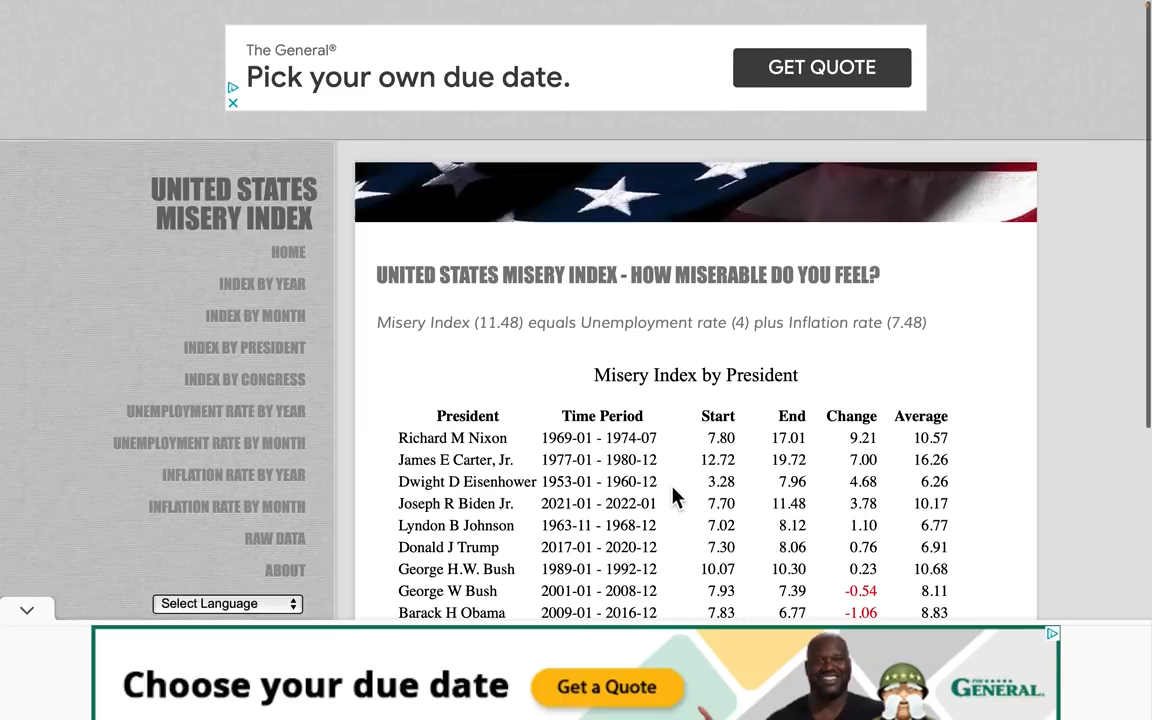 The General®
Pick your own due date.
GET QUOTE
UNITED STATES
MISERY INDEX
HOME
INDEX BY YEAR
INDEX BY MONTH
INDEX BY PRESIDENT
INDEX BY CONGRESS
UNEMPLOYMENT RATE BY YEAR
UNEMPLOYMENT RATE BY MONTH
INFLATION RATE BY YEAR
INFLATION RATE BY MONTH
RAW DATA
ABOUT
Select Language
UNITED STATES MISERY INDEX - HOW MISERABLE DO YOU FEEL?
Misery Index (11.48) equals Unemployment rate (4) plus Inflation rate (7.48)
Misery Index by President
President Time Period Start End Change Average
Richard M Nixon 1969-01 - 1974-07 7.80 17.01 9.21 10.57
James E Carter, Jr. 1977-01 - 1980-12 12.72 19.72 7.00 16.26
Dwight D Eisenhower 1953-01 - 1960-12 3.28 7.96 4.68 6.26
Joseph R Biden Jr. 2021-01 - 2022-01 7.70 11.48 3.78 10.17
Lyndon B Johnson 1963-11 - 1968-12 7.02 8.12 1.10 6.77
Donald J Trump 2017-01 - 2020-12 7.30 8.06 0.76 6.91
George H.W. Bush 1989-01 - 1992-12 10.07 10.30 0.23 10.68
George W Bush 2001-01 - 2008-12 7.93 7.39 -0.54 8.11
Barack H Obama 2009-01 - 2016-12 7.83 6.77 -1.06 8.83
Choose your due date
Get a Quote
THE GENERAL.